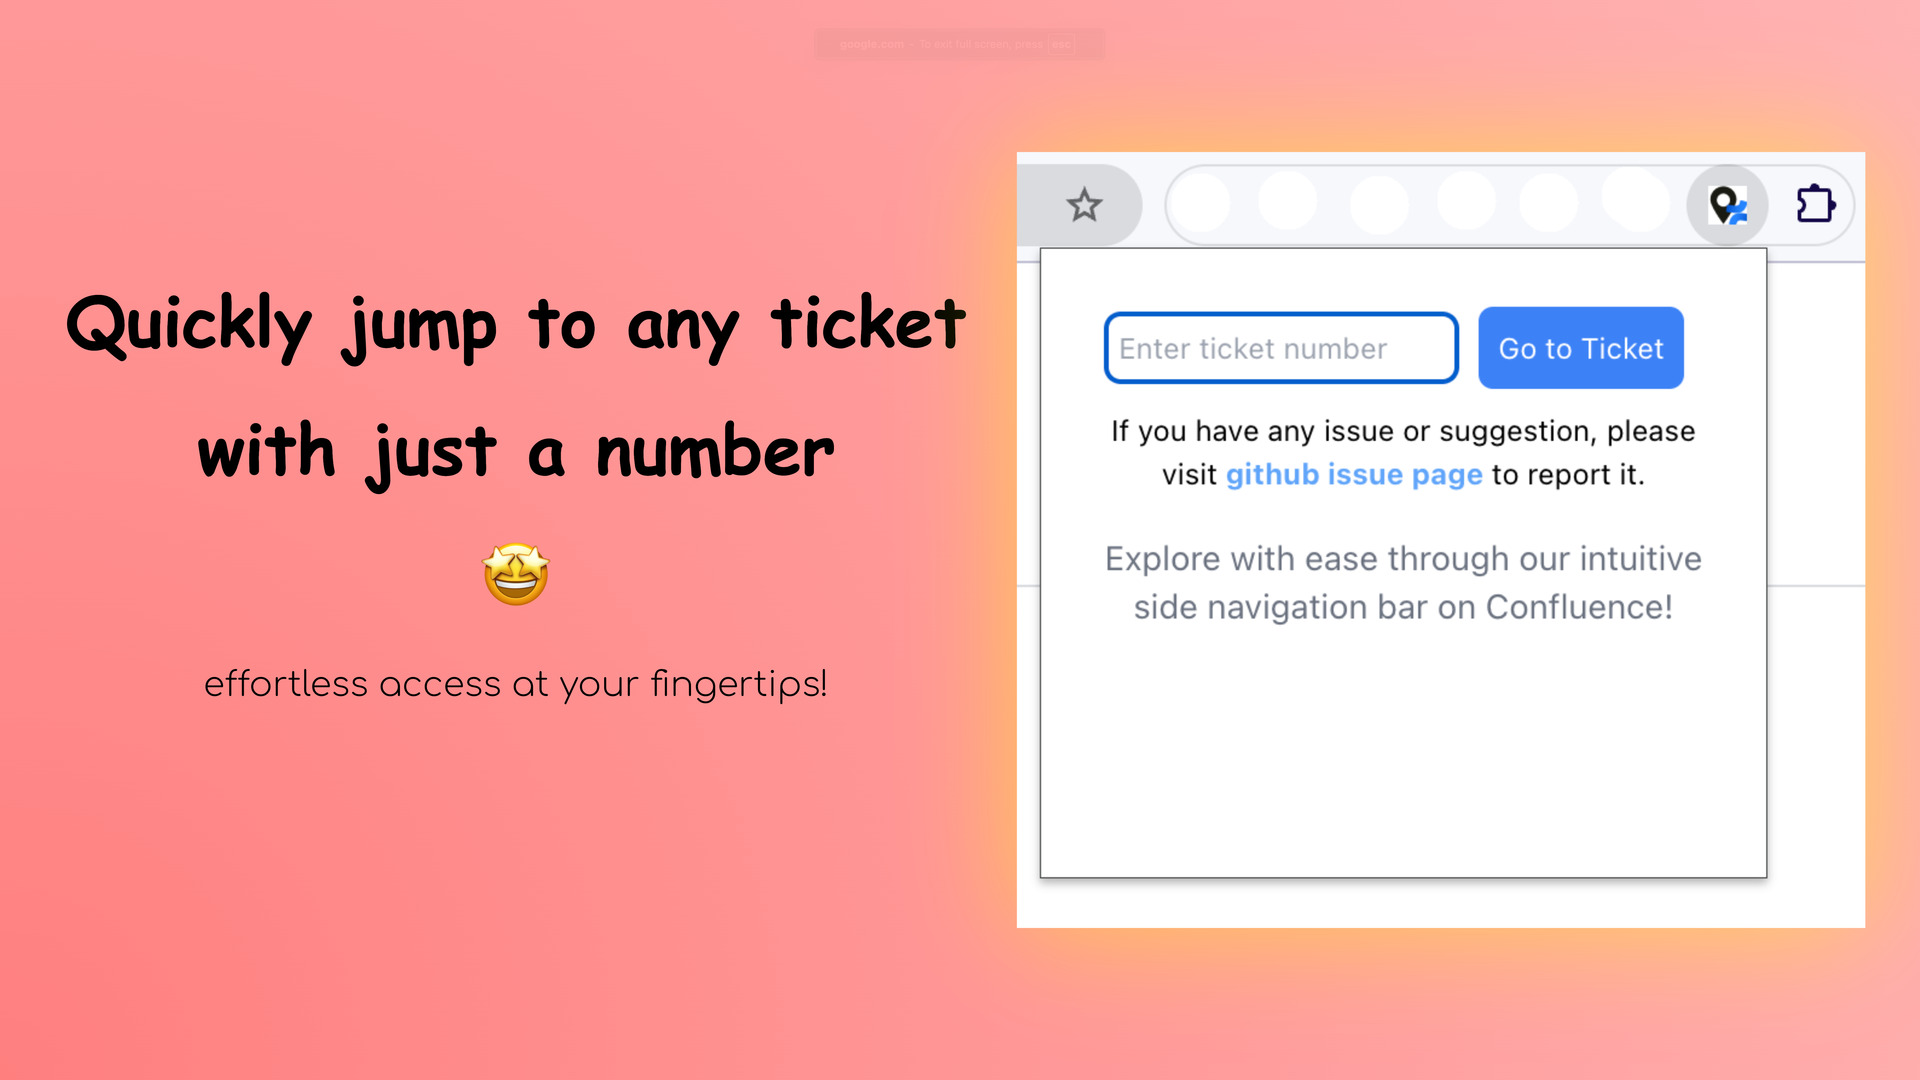 google.com – To exit full screen, press esc
Quickly jump to any ticket
with just a number
effortless access at your fingertips!
Enter ticket number
Go to Ticket
If you have any issue or suggestion, please
visit github issue page to report it.
Explore with ease through our intuitive
side navigation bar on Confluence!